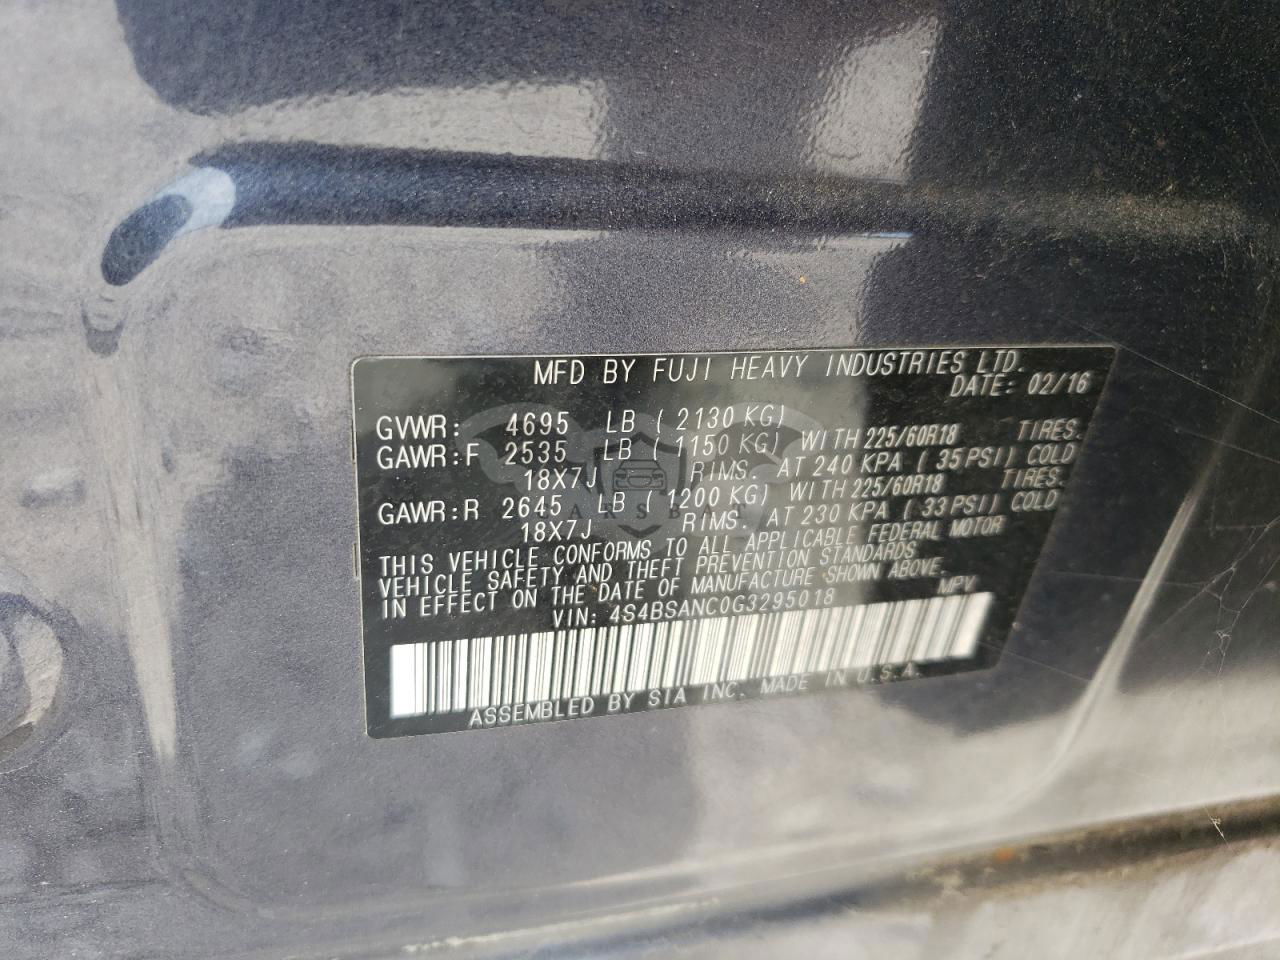 MFD BY FUJI HEAVY INDUSTRIES LTD.
DATE: 02/16
GVWR: 4695 LB ( 2130 KG)
GAWR:F 2535 LB ( 1150 KG) WITH 225/60R18 TIRES.
18X7J RIMS. AT 240 KPA ( 35 PSI) COLD
GAWR:R 2645 LB ( 1200 KG) WITH 225/60R18 TIRES.
18X7J RIMS. AT 230 KPA ( 33 PSI) COLD
THIS VEHICLE CONFORMS TO ALL APPLICABLE FEDERAL MOTOR
VEHICLE SAFETY AND THEFT PREVENTION STANDARDS
IN EFFECT ON THE DATE OF MANUFACTURE SHOWN ABOVE.
VIN: 4S4BSANC0G3295018 MPV
ASSEMBLED BY SIA INC. MADE IN U.S.A.